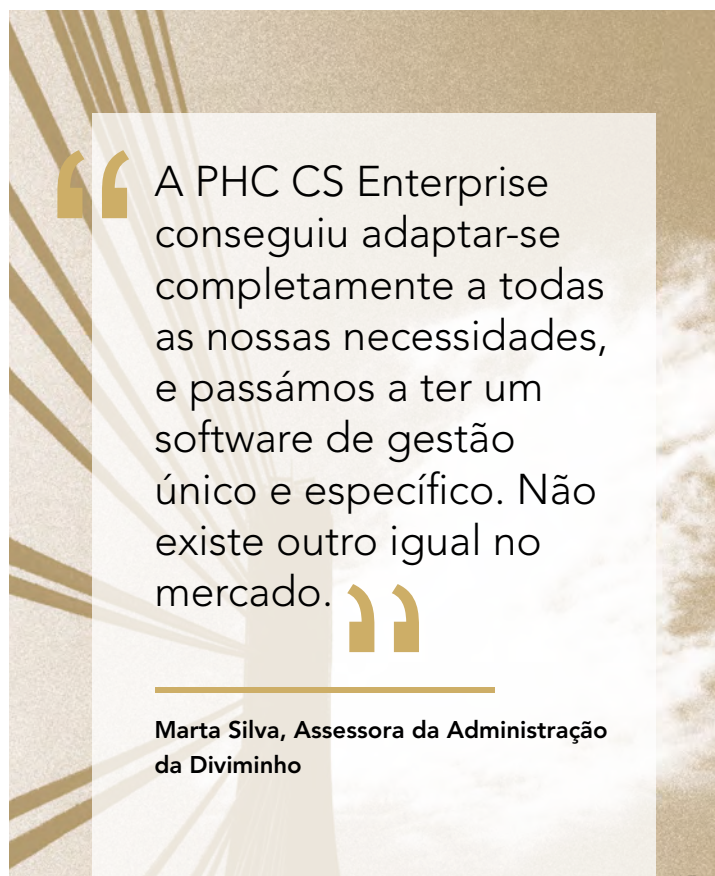 “
A PHC CS Enterprise
conseguiu adaptar-se
completamente a todas
as nossas necessidades,
e passámos a ter um
software de gestão
único e específico. Não
existe outro igual no
mercado. ”
Marta Silva, Assessora da Administração
da Diviminho